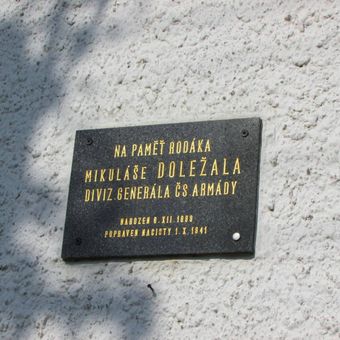 NA PAMĚŤ RODÁKA
MIKULÁŠE DOLEŽALA
DIVIZ. GENERÁLA ČS ARMÁDY
NAROZEN 6. XII. 1889
POPRAVEN NACISTY 1. X. 1941